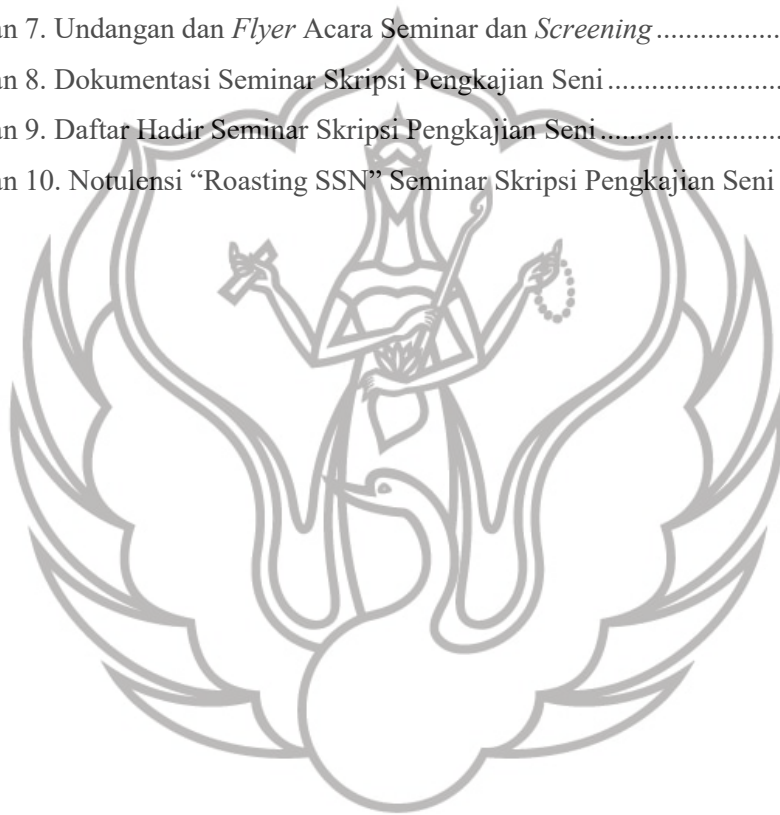 an 7. Undangan dan Flyer Acara Seminar dan Screening ..................
an 8. Dokumentasi Seminar Skripsi Pengkajian Seni .........................
an 9. Daftar Hadir Seminar Skripsi Pengkajian Seni ..........................
an 10. Notulensi “Roasting SSN” Seminar Skripsi Pengkajian Seni